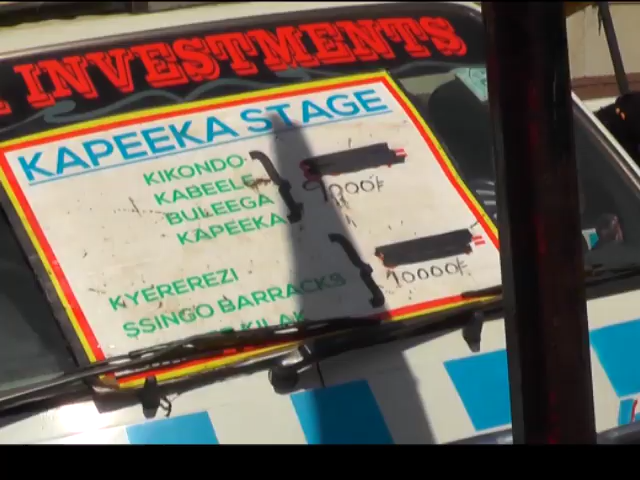 INVESTMENTS
KAPEEKA STAGE
KIKONDO
KABEELE
BULEEGA
KAPEEKA
9000/=
KYEREREZI
SSINGO BARRACKS
10000/=